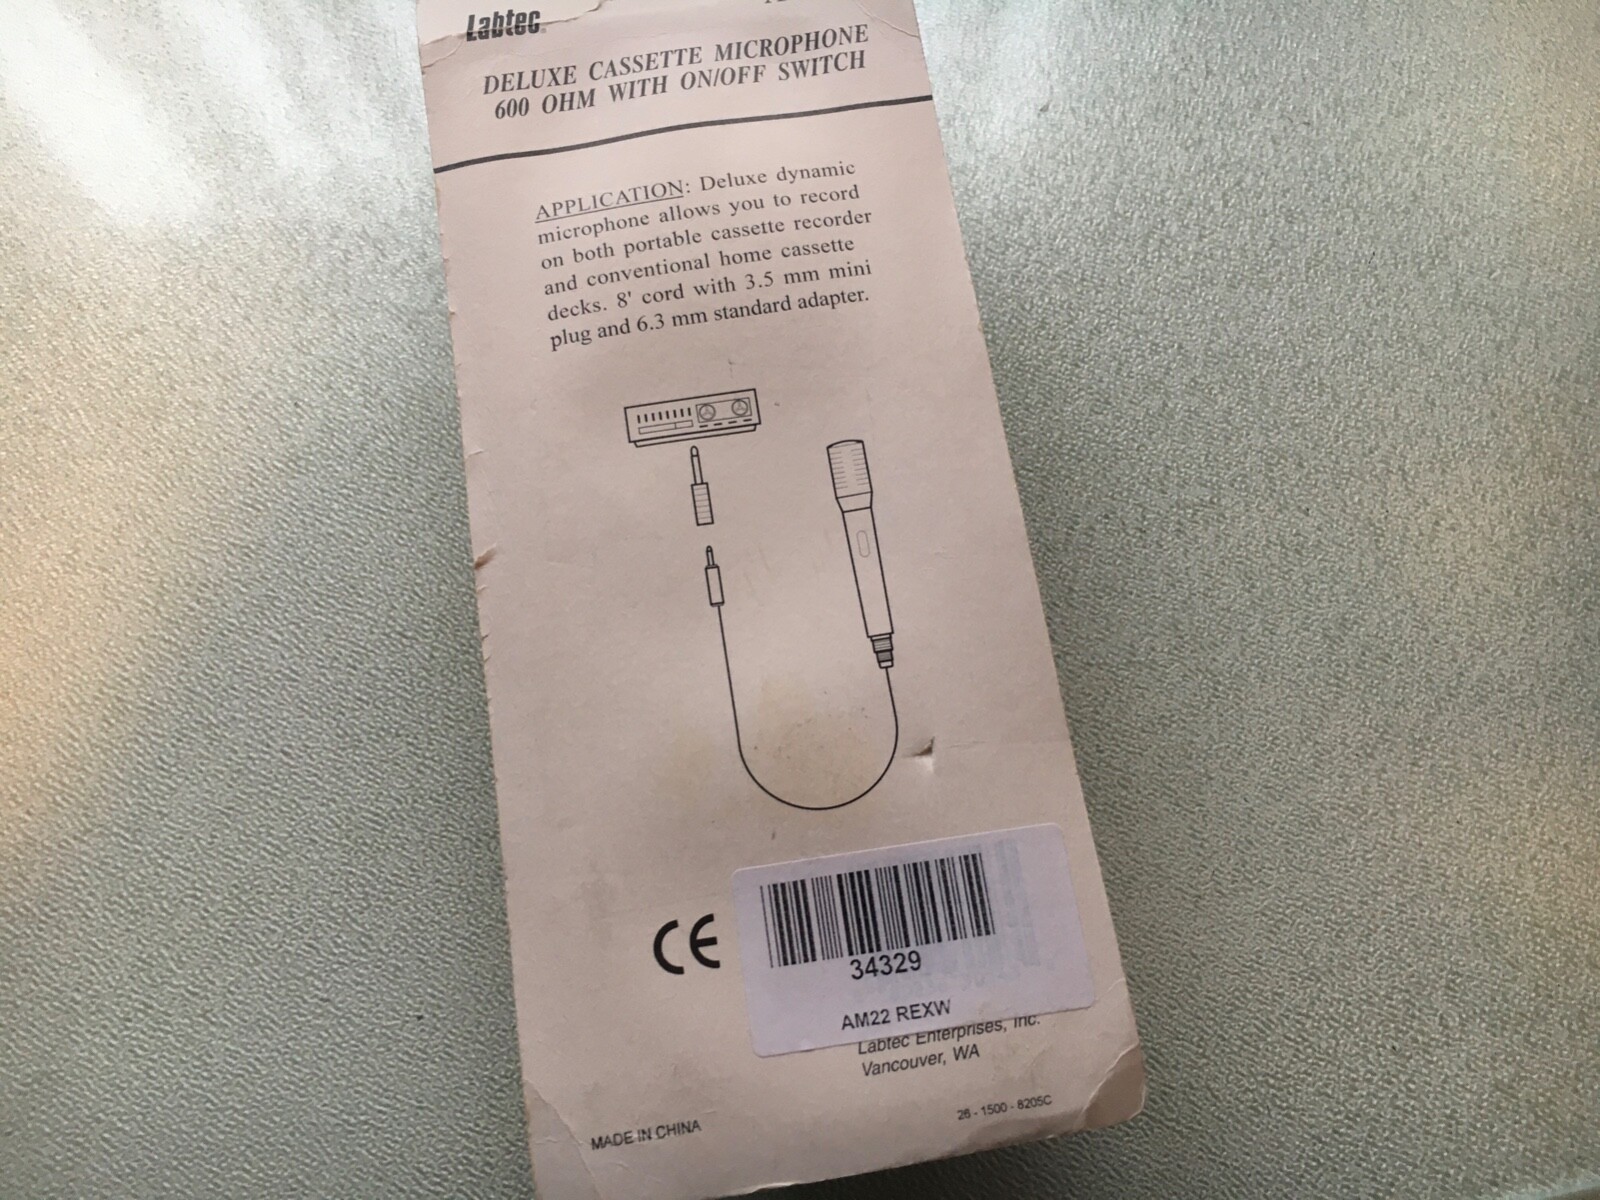 Labtec
DELUXE CASSETTE MICROPHONE
600 OHM WITH ON/OFF SWITCH
APPLICATION: Deluxe dynamic
microphone allows you to record
on both portable cassette recorder
and conventional home cassette
decks. 8' cord with 3.5 mm mini
plug and 6.3 mm standard adapter.
CE
34329
AM22 REXW
Labtec Enterprises, Inc.
Vancouver, WA
MADE IN CHINA
26 - 1500 - 8205C